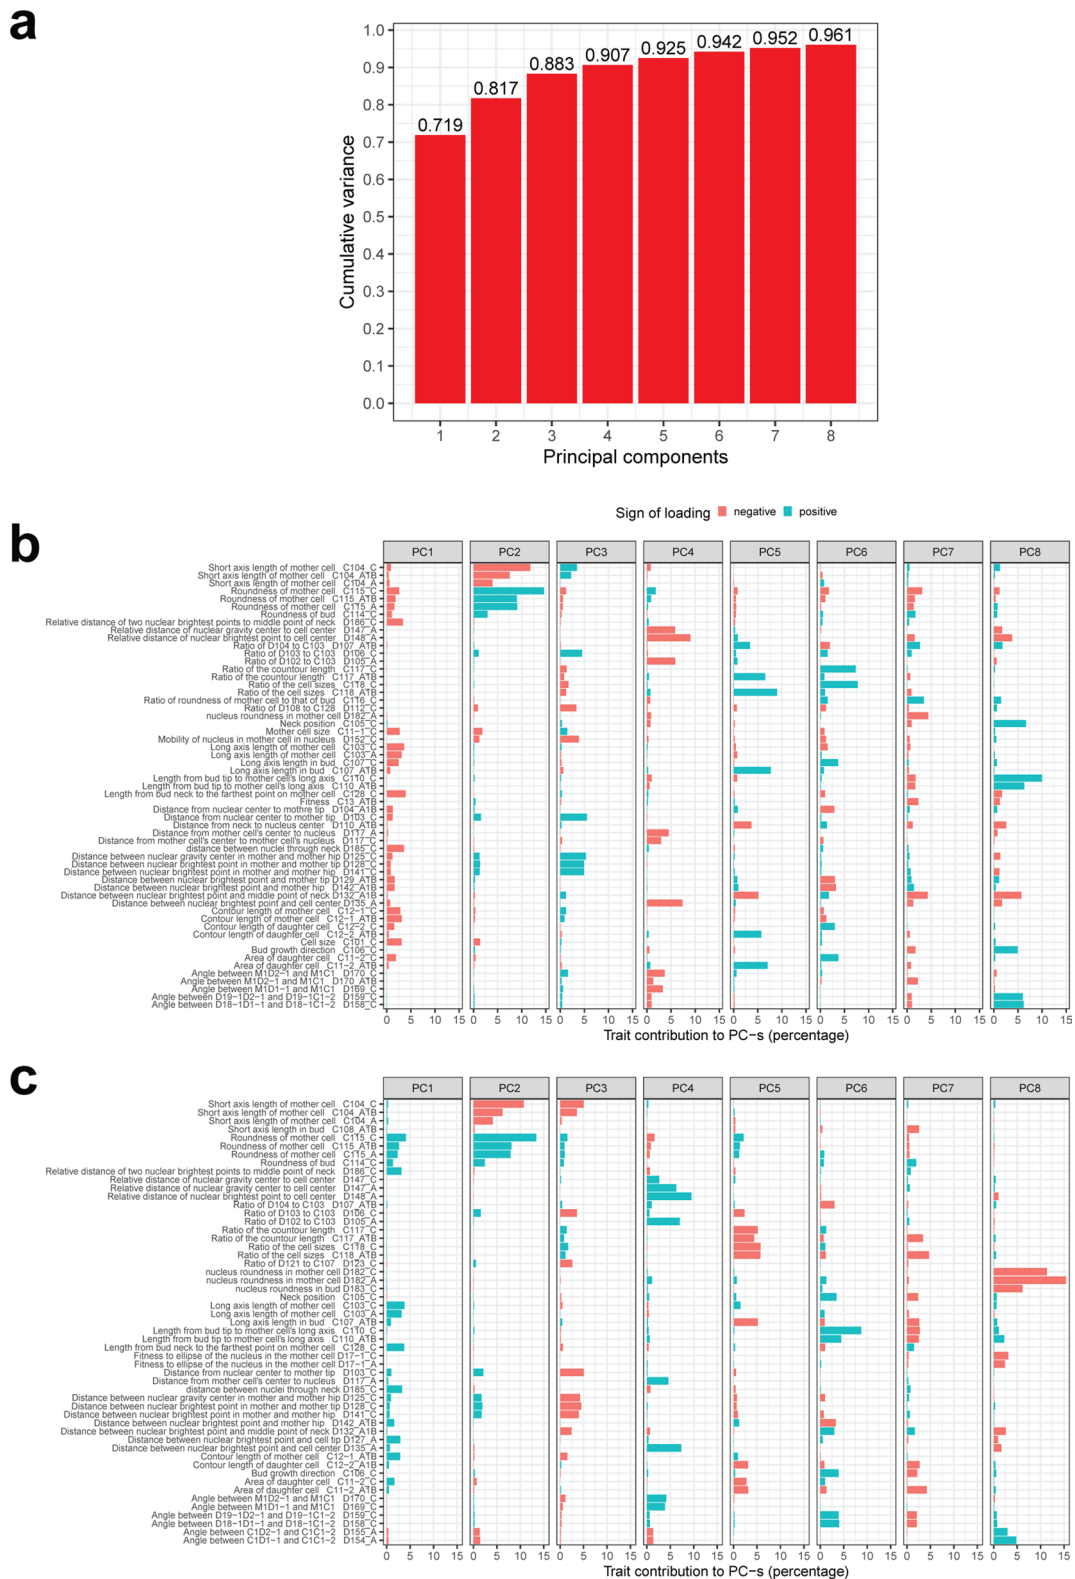 a
Cumulative variance
1.0
0.9
0.8
0.7
0.6
0.5
0.4
0.3
0.2
0.1
0.0
0.719
0.817
0.883
0.907
0.925
0.942
0.952
0.961
1 2 3 4 5 6 7 8
Principal components
Sign of loading negative positive
b
PC1 PC2 PC3 PC4 PC5 PC6 PC7 PC8
Short axis length of mother cell C104_C
Short axis length of mother cell C104_A1B
Short axis length of mother cell C104_A
Roundness of mother cell C115_C
Roundness of mother cell C115_A1B
Roundness of mother cell C115_A
Roundness of bud C114_C
Relative distance of two nuclear brightest points to middle point of neck D186_C
Relative distance of nuclear gravity center to cell center D147_A
Relative distance of nuclear brightest point to cell center D148_A
Ratio of D104 to C103 D107_A1B
Ratio of D103 to C103 D106_C
Ratio of D102 to C103 D105_A
Ratio of the countour length C117_C
Ratio of the countour length C117_A1B
Ratio of the cell sizes C118_C
Ratio of the cell sizes C118_A1B
Ratio of roundness of mother cell to that of bud C116_C
Ratio of D108 to C128 D112_C
nucleus roundness in mother cell D182_A
Neck position C105_C
Mother cell size C11−1_C
Mobility of nucleus in mother cell in nucleus D152_C
Long axis length of mother cell C103_C
Long axis length of mother cell C103_A
Long axis length in bud C107_C
Long axis length in bud C107_A1B
Length from bud tip to mother cell's long axis C110_C
Length from bud tip to mother cell's long axis C110_A1B
Length from bud neck to the farthest point on mother cell C128_C
Fitness C13_A1B
Distance from nuclear center to mothre tip D104_A1B
Distance from nuclear center to mother tip D103_C
Distance from neck to nucleus center D110_A1B
Distance from mother cell's center to nucleus D117_A
Distance from mother cell's center to mother cell's nucleus D117_C
distance between nuclei through neck D185_C
Distance between nuclear gravity center in mother and mother hip D125_C
Distance between nuclear brightest point in mother and mother tip D128_C
Distance between nuclear brightest point in mother and mother hip D141_C
Distance between nuclear brightest point and mother tip D129_A1B
Distance between nuclear brightest point and mother hip D142_A1B
Distance between nuclear brightest point and middle point of neck D132_A1B
Distance between nuclear brightest point and cell center D135_A
Contour length of mother cell C12−1_C
Contour length of mother cell C12−1_A1B
Contour length of daughter cell C12−2_C
Contour length of daughter cell C12−2_A1B
Cell size C101_C
Bud growth direction C106_C
Area of daughter cell C11−2_C
Area of daughter cell C11−2_A1B
Angle between M1D2−1 and M1C1 D170_C
Angle between M1D2−1 and M1C1 D170_A1B
Angle between M1D1−1 and M1C1 D169_C
Angle between D19−1D2−1 and D19−1C1−2 D159_C
Angle between D18−1D1−1 and D18−1C1−2 D158_C
0 5 10 15 0 5 10 15 0 5 10 15 0 5 10 15 0 5 10 15 0 5 10 15 0 5 10 15 0 5 10 15
Trait contribution to PC−s (percentage)
c
PC1 PC2 PC3 PC4 PC5 PC6 PC7 PC8
Short axis length of mother cell C104_C
Short axis length of mother cell C104_A1B
Short axis length of mother cell C104_A
Short axis length in bud C108_A1B
Roundness of mother cell C115_C
Roundness of mother cell C115_A1B
Roundness of mother cell C115_A
Roundness of bud C114_C
Relative distance of two nuclear brightest points to middle point of neck D186_C
Relative distance of nuclear gravity center to cell center D147_C
Relative distance of nuclear gravity center to cell center D147_A
Relative distance of nuclear brightest point to cell center D148_A
Ratio of D104 to C103 D107_A1B
Ratio of D103 to C103 D106_C
Ratio of D102 to C103 D105_A
Ratio of the countour length C117_C
Ratio of the countour length C117_A1B
Ratio of the cell sizes C118_C
Ratio of the cell sizes C118_A1B
Ratio of D121 to C107 D123_C
nucleus roundness in mother cell D182_C
nucleus roundness in mother cell D182_A
nucleus roundness in bud D183_C
Neck position C105_C
Long axis length of mother cell C103_C
Long axis length of mother cell C103_A
Long axis length in bud C107_A1B
Length from bud tip to mother cell's long axis C110_C
Length from bud tip to mother cell's long axis C110_A1B
Length from bud neck to the farthest point on mother cell C128_C
Fitness to ellipse of the nucleus in the mother cell D17−1_C
Fitness to ellipse of the nucleus in the mother cell D17−1_A
Distance from nuclear center to mother tip D103_C
Distance from mother cell's center to nucleus D117_A
distance between nuclei through neck D185_C
Distance between nuclear gravity center in mother and mother hip D125_C
Distance between nuclear brightest point in mother and mother tip D128_C
Distance between nuclear brightest point in mother and mother hip D141_C
Distance between nuclear brightest point and mother hip D142_A1B
Distance between nuclear brightest point and middle point of neck D132_A1B
Distance between nuclear brightest point and cell tip D127_A
Distance between nuclear brightest point and cell center D135_A
Contour length of mother cell C12−1_A1B
Contour length of daughter cell C12−2_A1B
Bud growth direction C106_C
Area of daughter cell C11−2_C
Area of daughter cell C11−2_A1B
Angle between M1D2−1 and M1C1 D170_C
Angle between M1D1−1 and M1C1 D169_C
Angle between D19−1D2−1 and D19−1C1−2 D159_C
Angle between D18−1D1−1 and D18−1C1−2 D158_C
Angle between C1D2−1 and C1C1−2 D155_A
Angle between C1D1−1 and C1C1−2 D154_A
0 5 10 15 0 5 10 15 0 5 10 15 0 5 10 15 0 5 10 15 0 5 10 15 0 5 10 15 0 5 10 15
Trait contribution to PC−s (percentage)